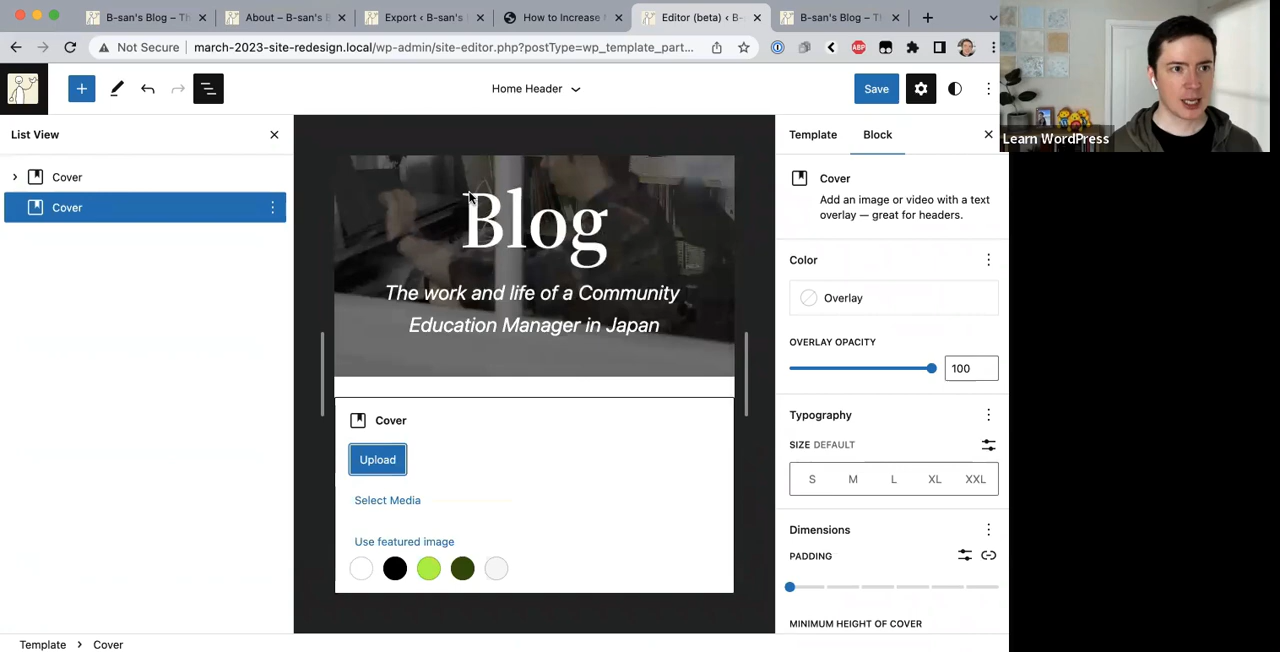 B-san's Blog – Th
About – B-san's B
Export ‹ B-san's
How to Increase
Editor (beta) ‹ B-
B-san's Blog – Th
Not Secure
march-2023-site-redesign.local/wp-admin/site-editor.php?postType=wp_template_part...
ABP
Home Header
Save
Learn WordPress
List View
Cover
Cover
Blog
The work and life of a Community
Education Manager in Japan
Cover
Upload
Select Media
Use featured image
Template
Block
Cover
Add an image or video with a text
overlay — great for headers.
Color
Overlay
OVERLAY OPACITY
100
Typography
SIZE DEFAULT
S M L XL XXL
Dimensions
PADDING
MINIMUM HEIGHT OF COVER
Template > Cover